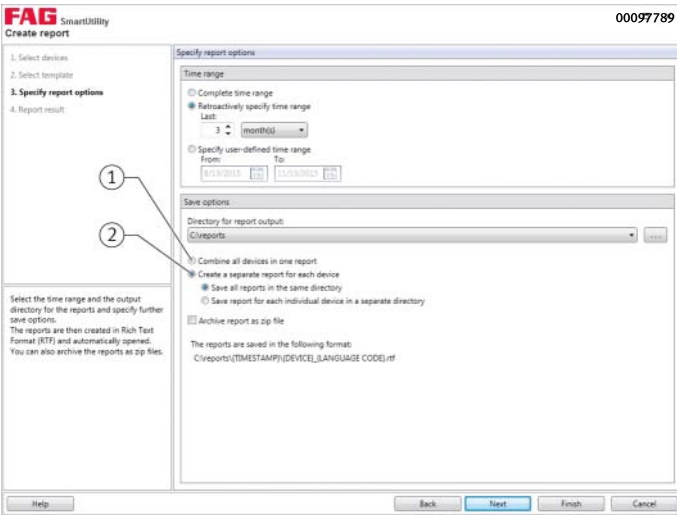 FAG SmartUtility
00097789
Create report
1. Select devices
2. Select template
3. Specify report options
4. Report result
Specify report options
Time range
Complete time range
Retroactively specify time range
Last:
3 month(s)
Specify user-defined time range
From: To:
8/13/2015 11/13/2015
1
2
Save options
Directory for report output:
C:\reports ...
Combine all devices in one report
Create a separate report for each device
Save all reports in the same directory
Save report for each individual device in a separate directory
Archive report as zip file
The reports are saved in the following format:
C:\reports\{TIMESTAMP}\{DEVICE}_{LANGUAGE CODE}.rtf
Select the time range and the output
directory for the reports and specify further
save options.
The reports are then created in Rich Text
Format (RTF) and automatically opened.
You can also archive the reports as zip files.
Help Back Next Finish Cancel